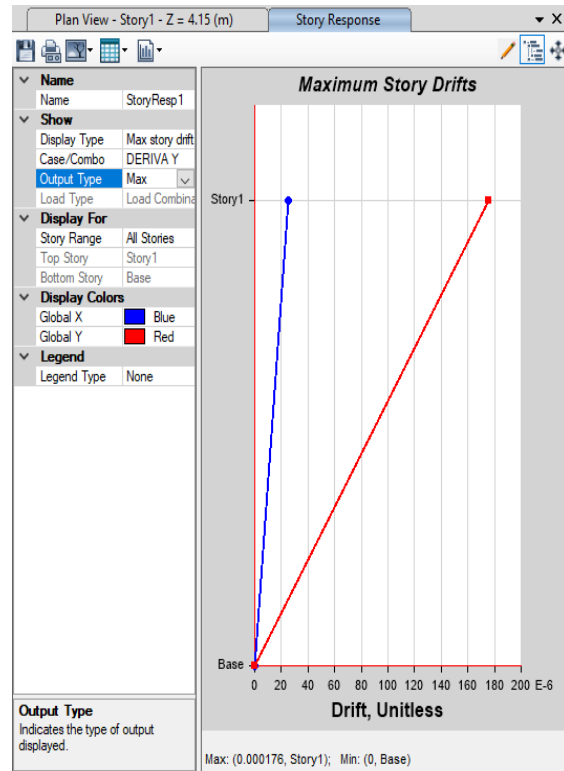 Plan View - Story1 - Z = 4.15 (m)
Story Response
Name
Name StoryResp1
Show
Display Type Max story drift
Case/Combo DERIVA Y
Output Type Max
Load Type Load Combina
Display For
Story Range All Stories
Top Story Story1
Bottom Story Base
Display Colors
Global X Blue
Global Y Red
Legend
Legend Type None
Output Type
Indicates the type of output
displayed.
Maximum Story Drifts
Story1
Base
0 20 40 60 80 100 120 140 160 180 200 E-6
Drift, Unitless
Max: (0.000176, Story1); Min: (0, Base)